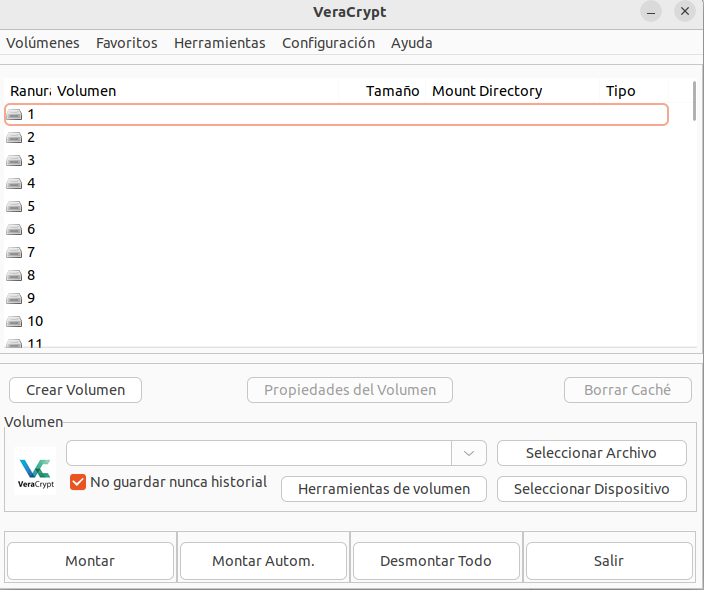 VeraCrypt
Volúmenes Favoritos Herramientas Configuración Ayuda
Ranura Volumen Tamaño Mount Directory Tipo
1
2
3
4
5
6
7
8
9
10
11
Crear Volumen Propiedades del Volumen Borrar Caché
Volumen
Seleccionar Archivo
VeraCrypt
No guardar nunca historial
Herramientas de volumen Seleccionar Dispositivo
Montar Montar Autom. Desmontar Todo Salir